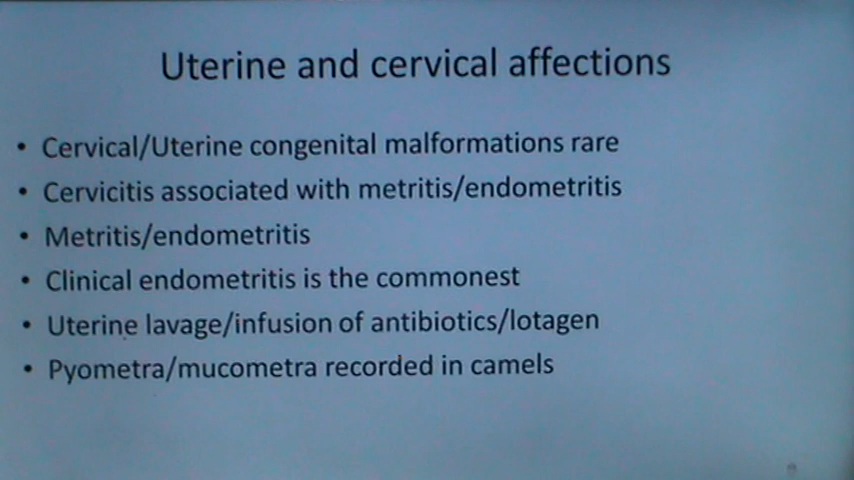 Uterine and cervical affections
• Cervical/Uterine congenital malformations rare
• Cervicitis associated with metritis/endometritis
• Metritis/endometritis
• Clinical endometritis is the commonest
• Uterine lavage/infusion of antibiotics/lotagen
• Pyometra/mucometra recorded in camels